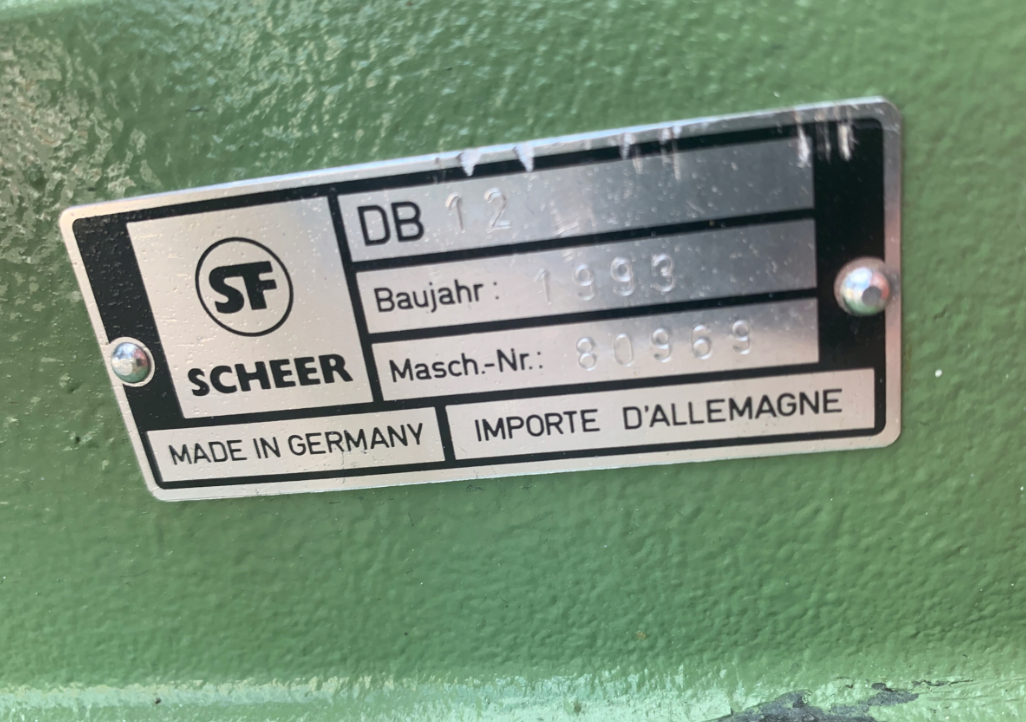 SF
SCHEER
DB 12
Baujahr: 1993
Masch.-Nr.: 80969
MADE IN GERMANY
IMPORTE D'ALLEMAGNE